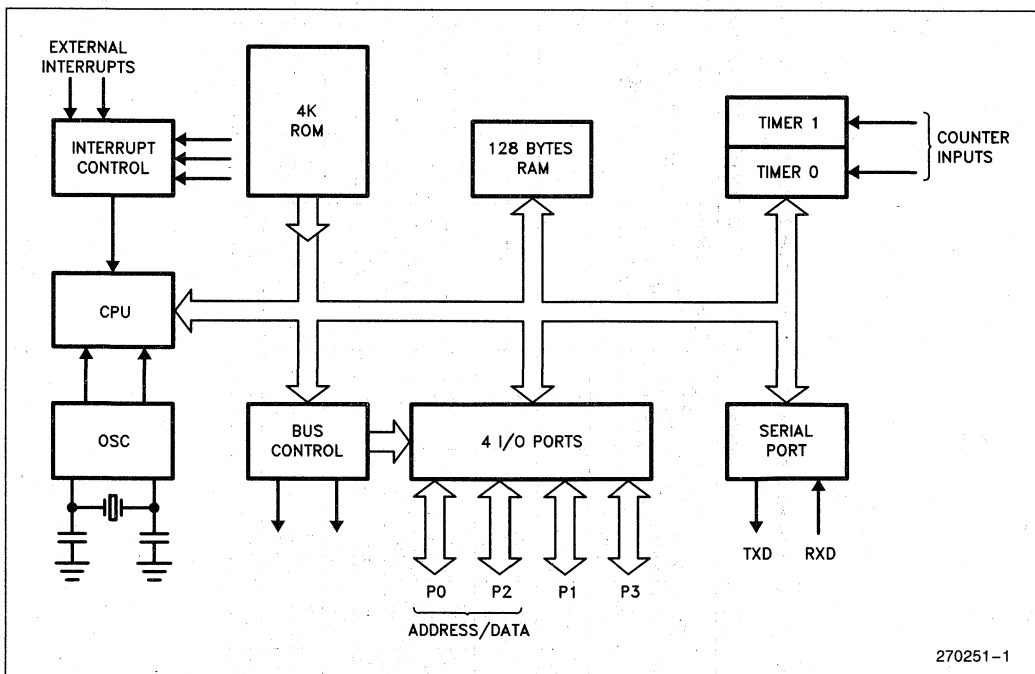 EXTERNAL
INTERRUPTS
INTERRUPT
CONTROL
4K
ROM
128 BYTES
RAM
TIMER 1
TIMER 0
COUNTER
INPUTS
CPU
OSC
BUS
CONTROL
4 I/O PORTS
SERIAL
PORT
TXD RXD
P0 P2 P1 P3
ADDRESS/DATA
270251–1